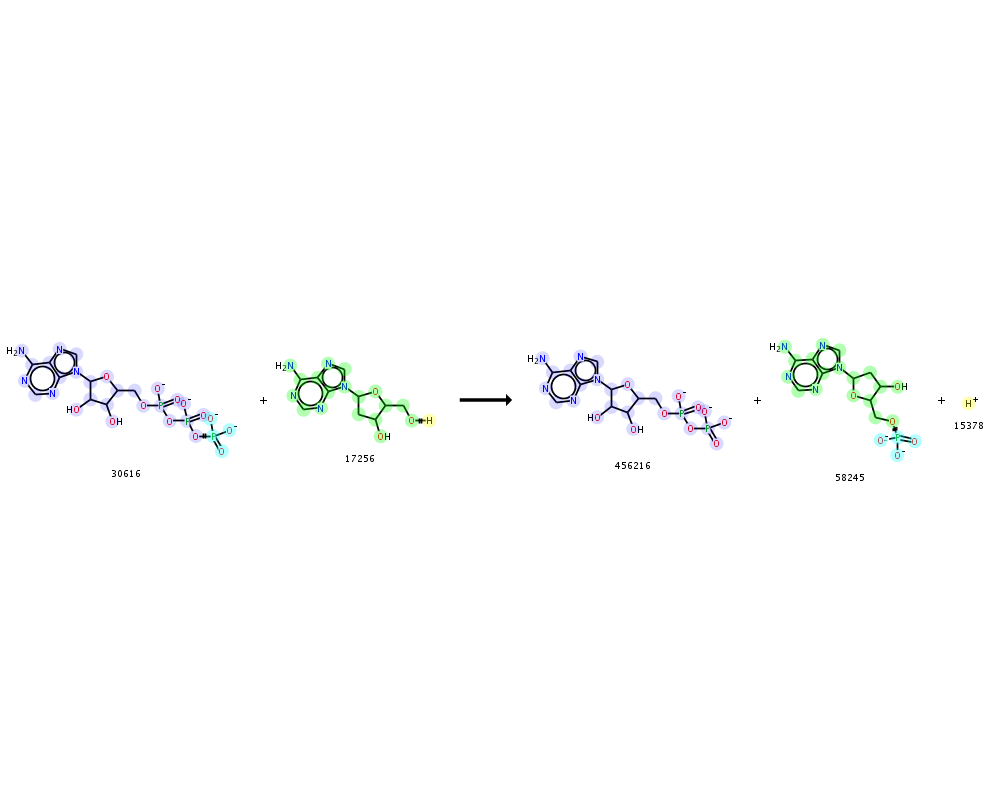 H2N N N N N O HO OH O P O- O O P O- O O P O- O- O
30616
+
H2N N N N N O OH O H
17256
H2N N N N N O HO OH O P O- O O P O- O- O
456216
+
H2N N N N N O OH O P O- O O-
58245
+
H+
15378